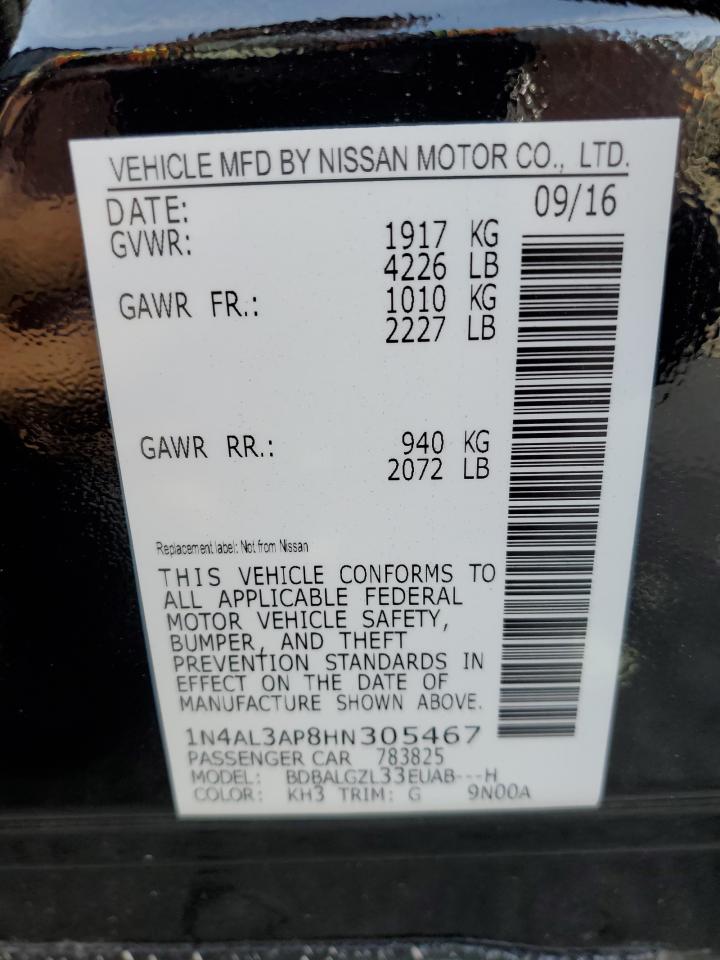 VEHICLE MFD BY NISSAN MOTOR CO., LTD.
DATE: 09/16
GVWR: 1917 KG
4226 LB
GAWR FR.: 1010 KG
2227 LB
GAWR RR.: 940 KG
2072 LB
Replacement label: Not from Nissan
THIS VEHICLE CONFORMS TO
ALL APPLICABLE FEDERAL
MOTOR VEHICLE SAFETY,
BUMPER, AND THEFT
PREVENTION STANDARDS IN
EFFECT ON THE DATE OF
MANUFACTURE SHOWN ABOVE.
1N4AL3AP8HN305467
PASSENGER CAR 783825
MODEL: BDBALGZL33EUAB---H
COLOR: KH3 TRIM: G 9N00A